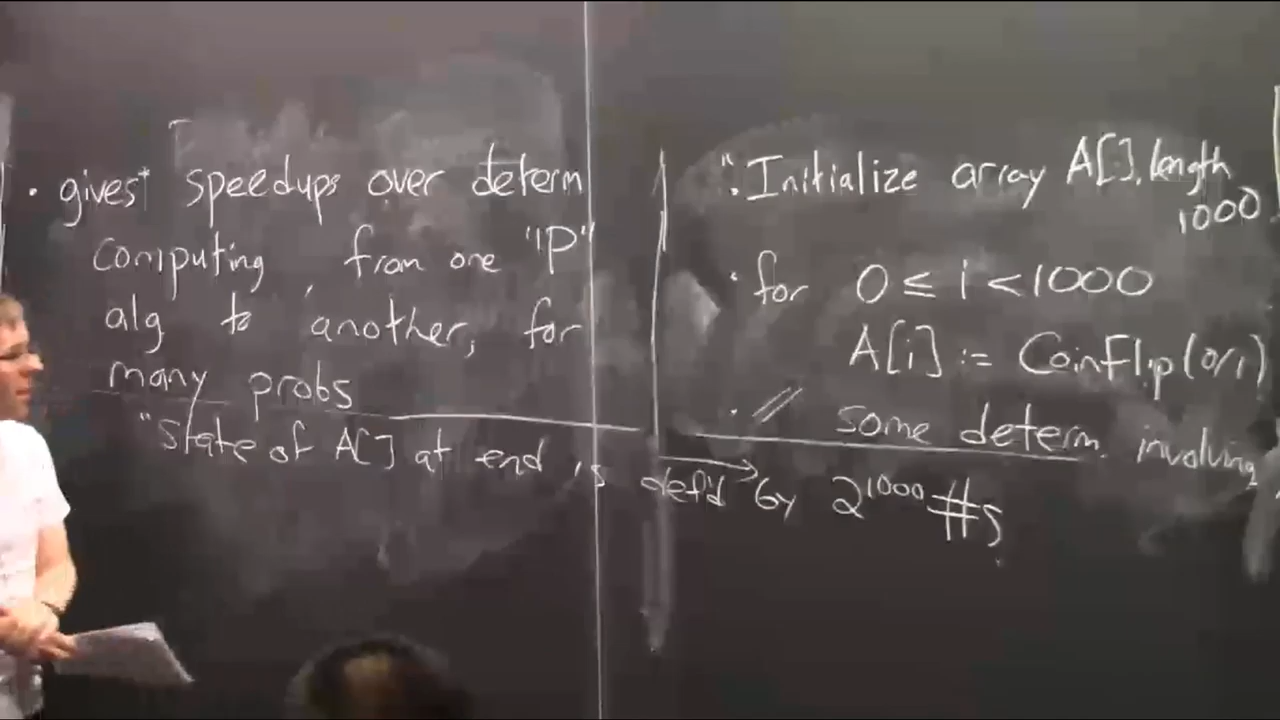 • gives* speedups over determ
computing, from one "P"
alg to another, for
many probs
"State of A[] at end is def'd by 2^1000 #s
": Initialize array A[], length
1000
• for 0 ≤ i < 1000
A[i] := CoinFlip(0/1)
• // some determ. involving